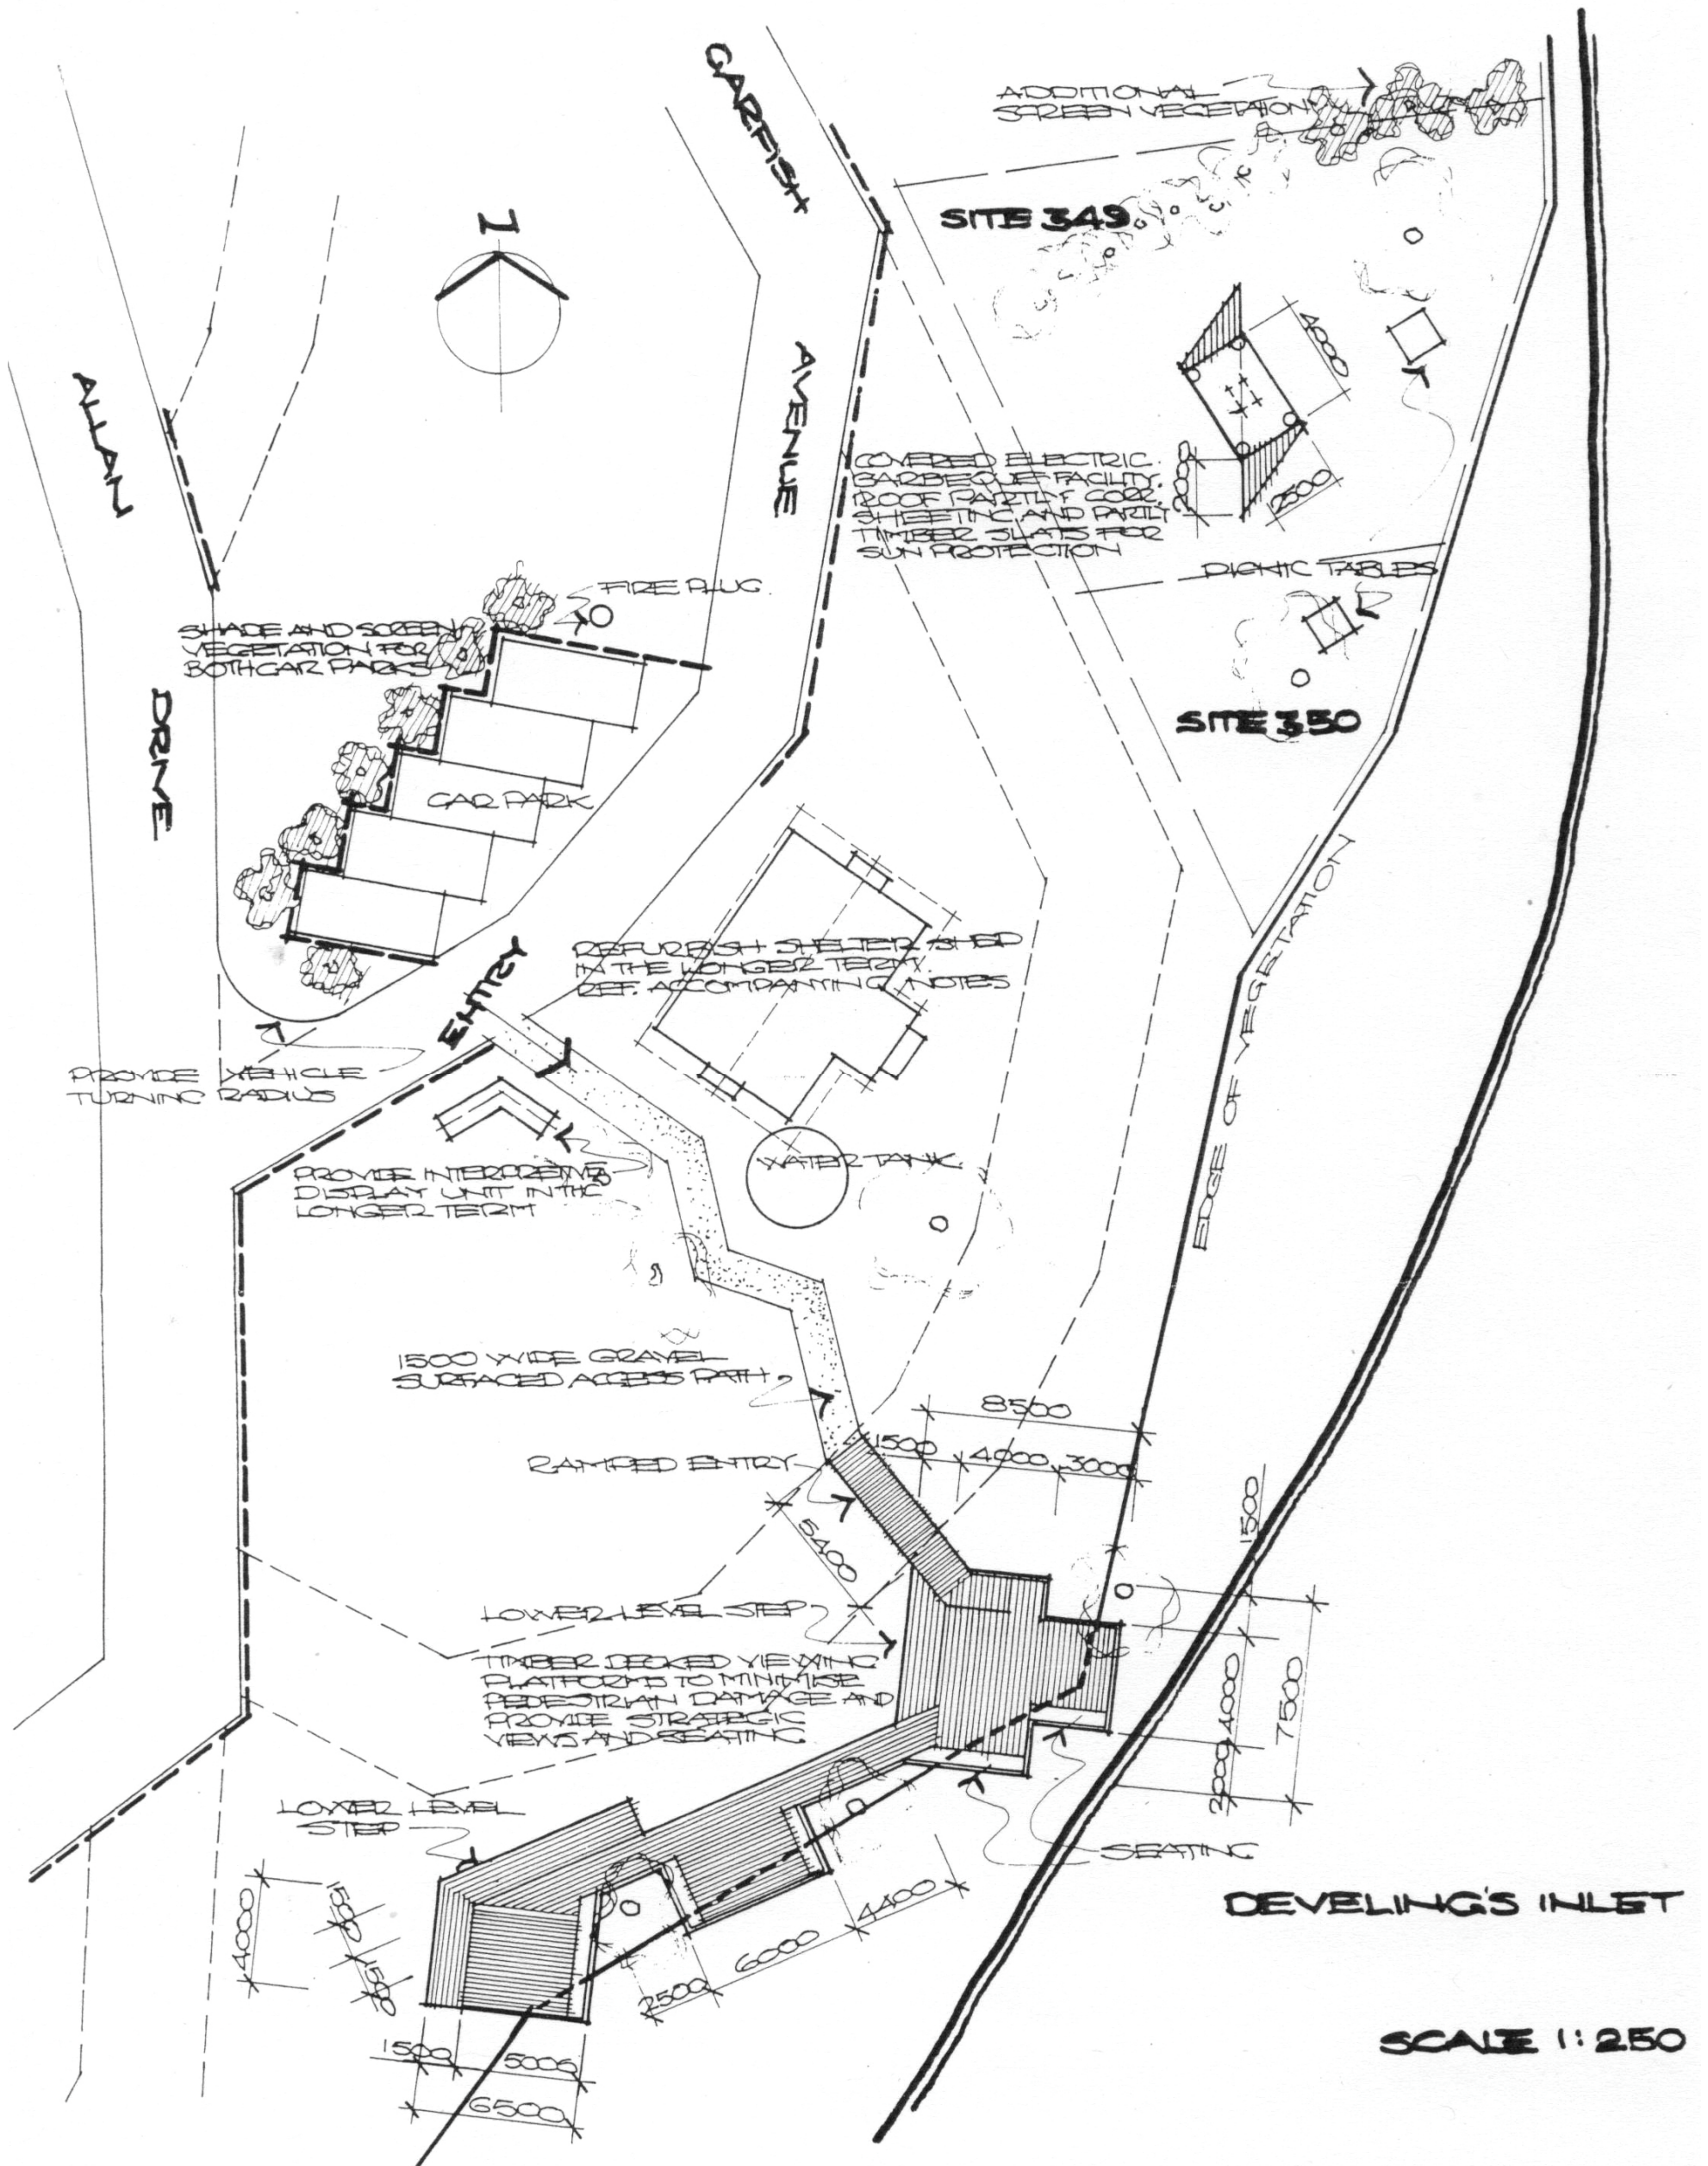 GARFISH
AVENUE
ADDITIONAL
SCREEN VEGETATION
SITE 349
4000
COVERED ELECTRIC
BARBEQUE FACILITY.
ROOF PARTLY CORR.
SHEETING AND PARTLY
TIMBER SLATS FOR
SUN PROTECTION
2000
2500
PICNIC TABLES
SITE 350
ALLAN
DRIVE
FIRE PLUG.
SHADE AND SCREEN
VEGETATION FOR
BOTH CAR PARKS
CAR PARK
ENTRY
REFURBISH SHELTER SHED
IN THE LONGER TERM.
REF. ACCOMPANYING NOTES
EDGE OF VEGETATION
PROVIDE VEHICLE
TURNING RADIUS
PROVIDE INTERPRETIVE
DISPLAY UNIT IN THE
LONGER TERM
WATER TANK
1500 WIDE GRAVEL
SURFACED ACCESS PATH
8500
1500
4000
3000
RAMPED ENTRY
5400
1500
LOWER LEVEL STEP
TIMBER DECKED VIEWING
PLATFORMS TO MINIMISE
PEDESTRIAN DAMAGE AND
PROVIDE STRATEGIC
VIEWS AND SEATING
4000
7500
2000
LOWER LEVEL
STEP
SEATING
4000
1500
1500
2500
6000
4400
1500
5000
6500
DEVELING'S INLET
SCALE 1:250